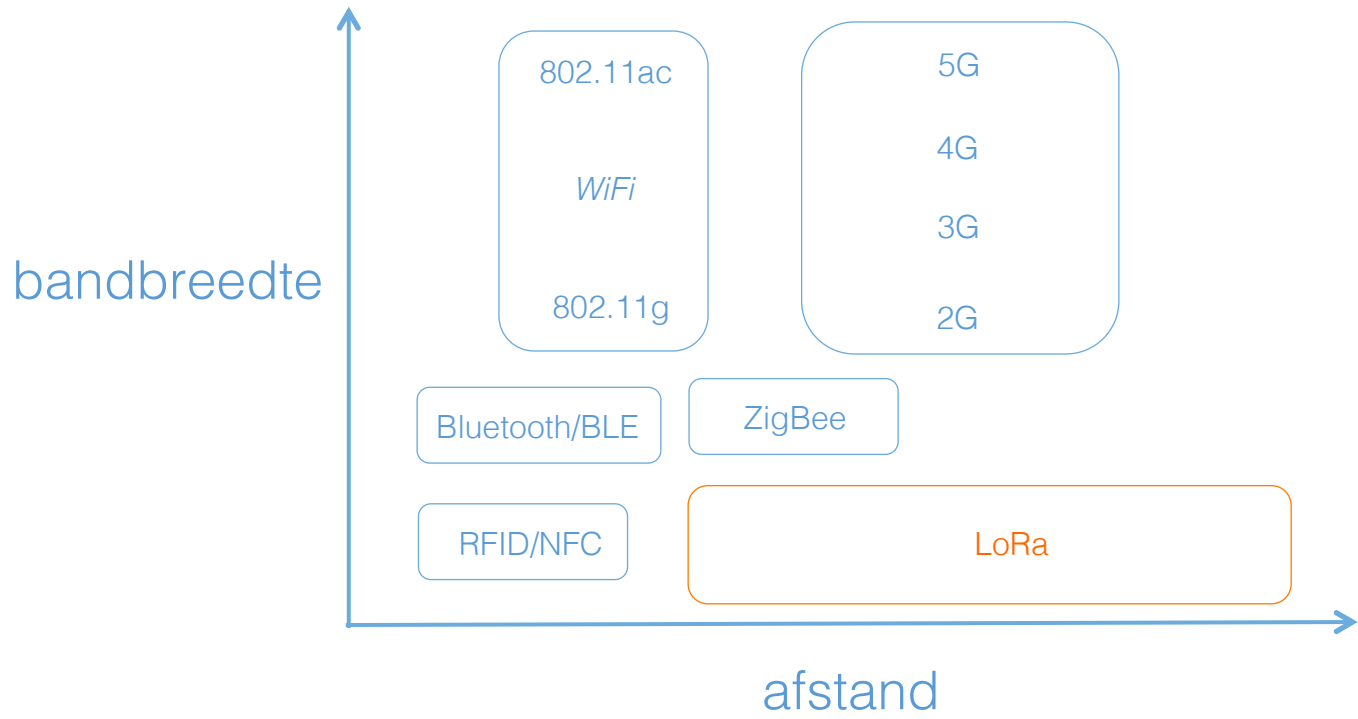 802.11ac
WiFi
802.11g
5G
4G
3G
2G
bandbreedte
Bluetooth/BLE
ZigBee
RFID/NFC
LoRa
afstand